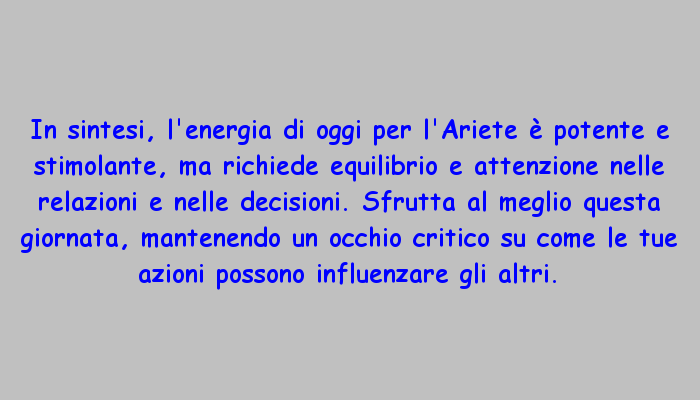 In sintesi, l'energia di oggi per l'Ariete è potente e
stimolante, ma richiede equilibrio e attenzione nelle
relazioni e nelle decisioni. Sfrutta al meglio questa
giornata, mantenendo un occhio critico su come le tue
azioni possono influenzare gli altri.